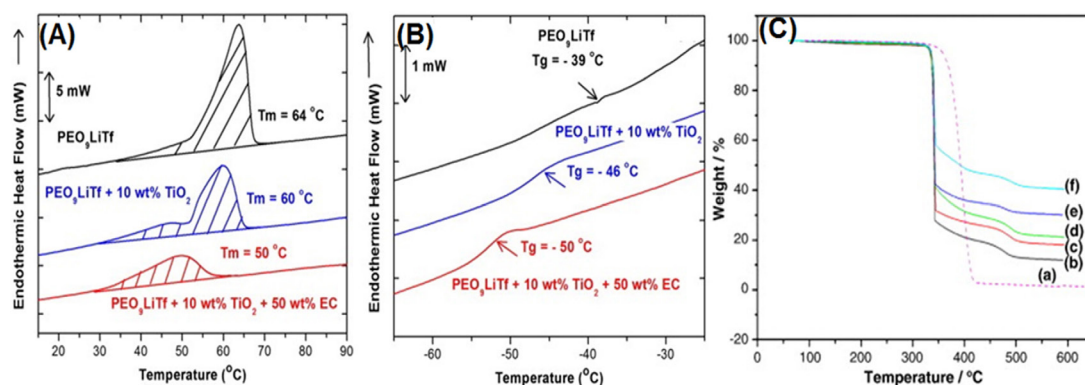 (A)
Endothermic Heat Flow (mW)
5 mW
Tm = 64 °C
PEO₉LiTf
PEO₉LiTf + 10 wt% TiO₂
Tm = 60 °C
Tm = 50 °C
PEO₉LiTf + 10 wt% TiO₂ + 50 wt% EC
20 30 40 50 60 70 80 90
Temperature (°C)
(B)
Endothermic Heat Flow (mW)
1 mW
PEO₉LiTf
Tg = - 39 °C
PEO₉LiTf + 10 wt% TiO₂
Tg = - 46 °C
Tg = - 50 °C
PEO₉LiTf + 10 wt% TiO₂ + 50 wt% EC
-60 -50 -40 -30
Temperature (°C)
(C)
Weight / %
100
80
60
40
20
0
-20
(f)
(e)
(d)
(c)
(b)
(a)
0 100 200 300 400 500 600
Temperature / °C